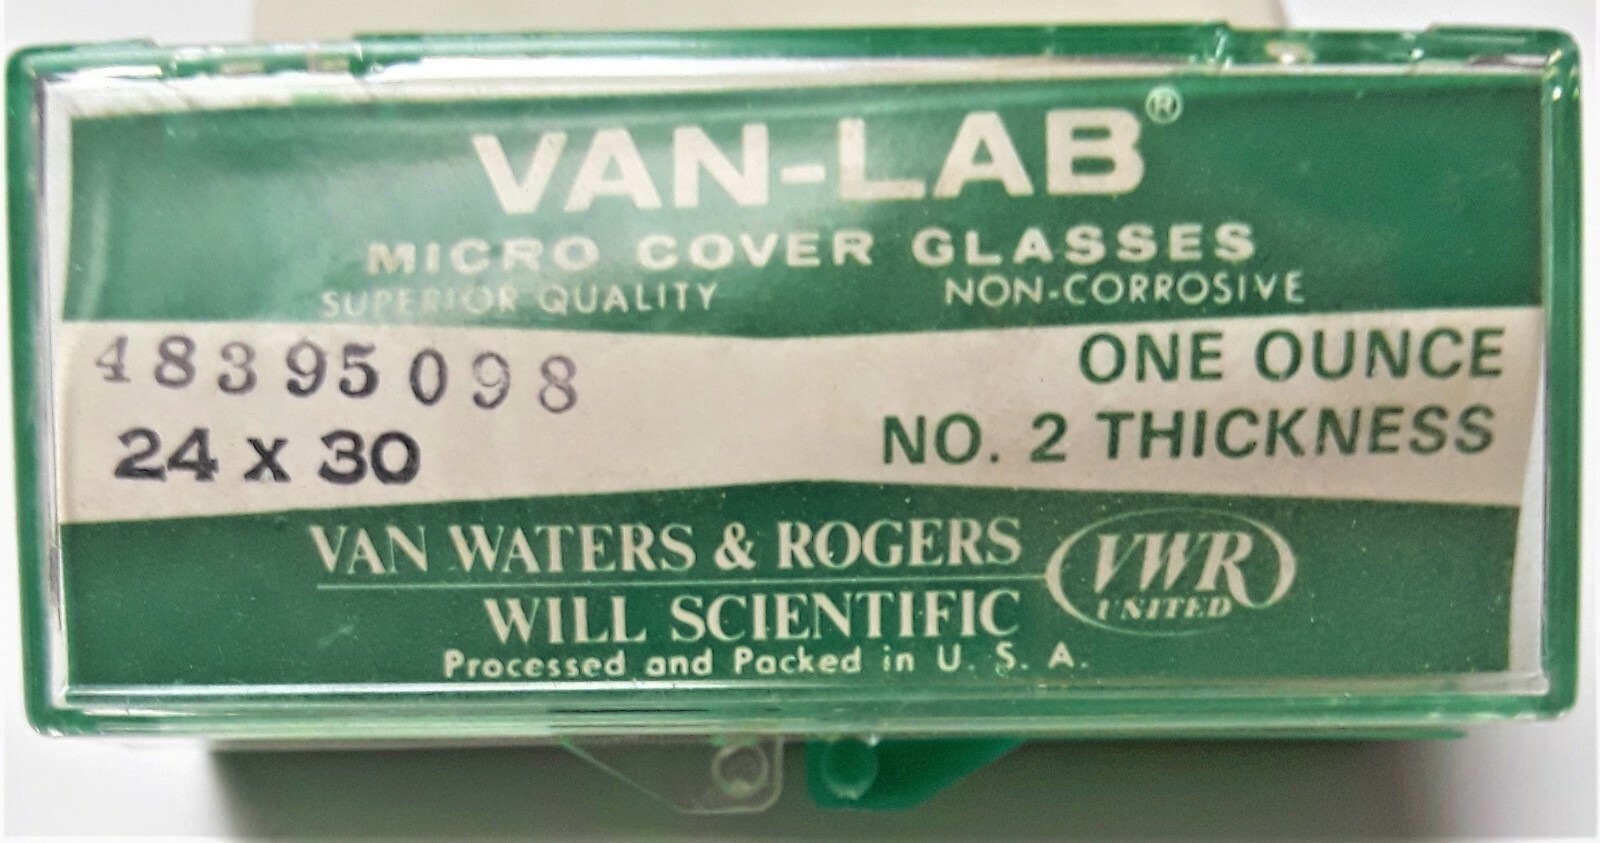 VAN-LAB®
MICRO COVER GLASSES
SUPERIOR QUALITY NON-CORROSIVE
48395098
24 x 30
ONE OUNCE
NO. 2 THICKNESS
VAN WATERS & ROGERS
WILL SCIENTIFIC
VWR
UNITED
Processed and Packed in U. S. A.